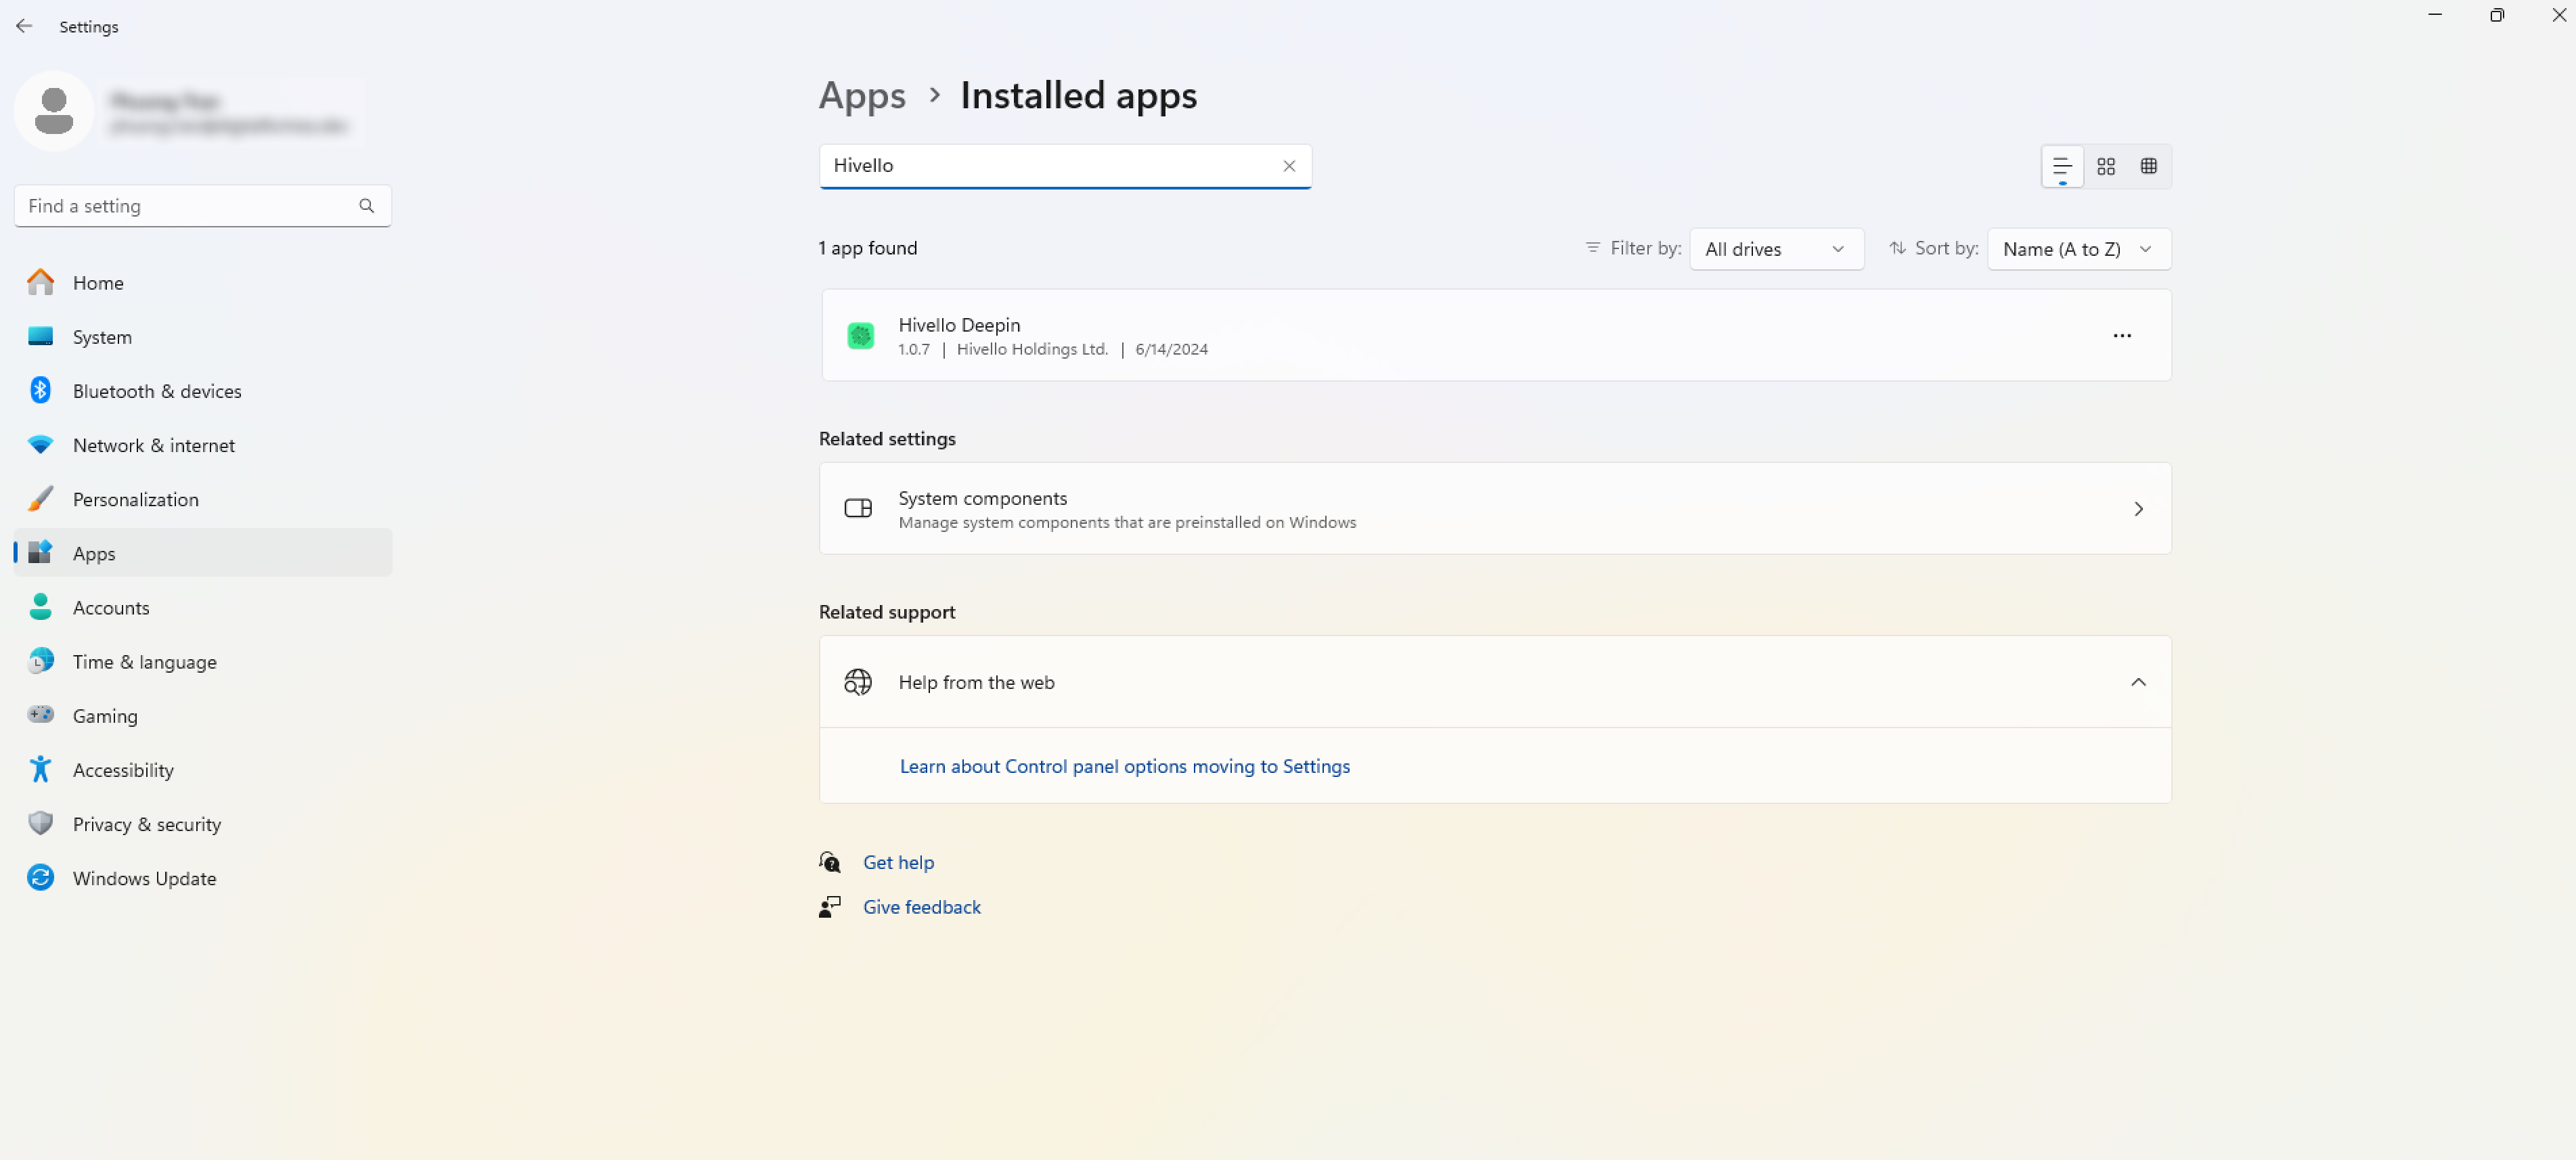 Settings
Find a setting
Home
System
Bluetooth & devices
Network & internet
Personalization
Apps
Accounts
Time & language
Gaming
Accessibility
Privacy & security
Windows Update
Apps › Installed apps
Hivello
1 app found
Filter by: All drives
Sort by: Name (A to Z)
Hivello Deepin
1.0.7 | Hivello Holdings Ltd. | 6/14/2024
Related settings
System components
Manage system components that are preinstalled on Windows
Related support
Help from the web
Learn about Control panel options moving to Settings
Get help
Give feedback